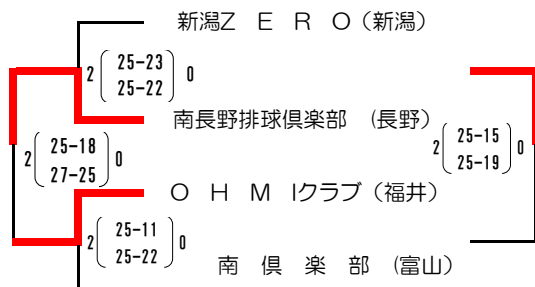 新潟Z E R O（新潟）
2 25-23 0
25-22
南長野排球倶楽部 （長野）
2 25-18 0
27-25
2 25-15 0
25-19
O H M Iクラブ（福井）
2 25-11 0
25-22
南 倶 楽 部 （富山）